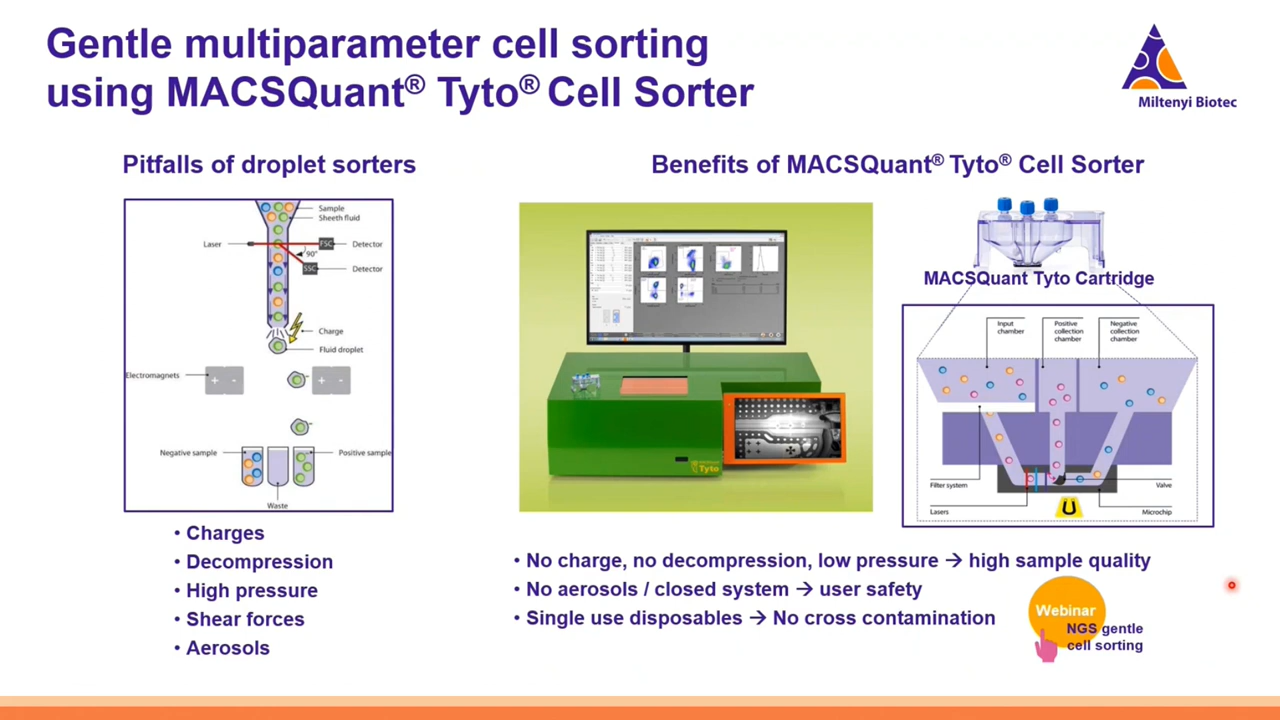 Gentle multiparameter cell sorting
using MACSQuant® Tyto® Cell Sorter
Miltenyi Biotec
Pitfalls of droplet sorters
Sample
Sheeth fluid
Laser
FSC
Detector
90°
SSC
Detector
Charge
Fluid droplet
Electromagnets
+ -
+ -
Negative sample
Positive sample
Waste
• Charges
• Decompression
• High pressure
• Shear forces
• Aerosols
Benefits of MACSQuant® Tyto® Cell Sorter
Tyto
MACSQuant Tyto Cartridge
Input
chamber
Positive
collection
chamber
Negative
collection
chamber
Filter system
Valve
Lasers
Microchip
• No charge, no decompression, low pressure → high sample quality
• No aerosols / closed system → user safety
• Single use disposables → No cross contamination
Webinar
NGS gentle
cell sorting